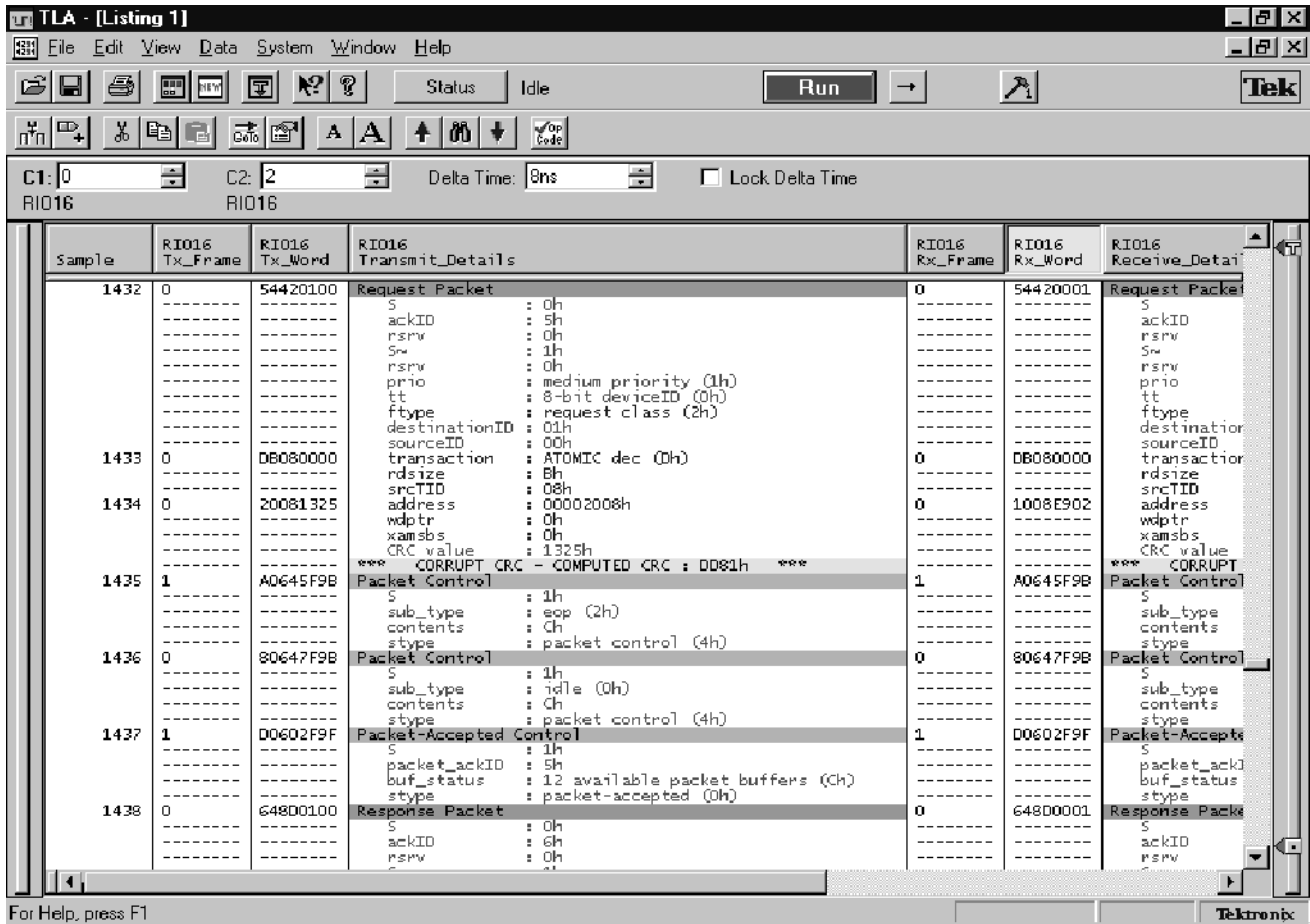 TLA - [Listing 1]
File Edit View Data System Window Help
NEW Status Idle Run Tek
GoTo A A Op Code
C1: 0 C2: 2 Delta Time: 8ns Lock Delta Time
RIO16 RIO16
RIO16 RIO16 RIO16 RIO16 RIO16 RIO16
Sample Tx_Frame Tx_Word Transmit_Details Rx_Frame Rx_Word Receive_Detail
1432 0 54420100 Request Packet 0 54420001 Request Packet
-------- -------- S : 0h -------- -------- S
-------- -------- ackID : 5h -------- -------- ackID
-------- -------- rsrv : 0h -------- -------- rsrv
-------- -------- S~ : 1h -------- -------- S~
-------- -------- rsrv : 0h -------- -------- rsrv
-------- -------- prio : medium priority (1h) -------- -------- prio
-------- -------- tt : 8-bit deviceID (0h) -------- -------- tt
-------- -------- ftype : request class (2h) -------- -------- ftype
-------- -------- destinationID : 01h -------- -------- destination
-------- -------- sourceID : 00h -------- -------- sourceID
1433 0 DB080000 transaction : ATOMIC dec (Dh) 0 DB080000 transaction
-------- -------- rdsize : Bh -------- -------- rdsize
-------- -------- srcTID : 08h -------- -------- srcTID
1434 0 20081325 address : 00002008h 0 1008E902 address
-------- -------- wdptr : 0h -------- -------- wdptr
-------- -------- xamsbs : 0h -------- -------- xamsbs
-------- -------- CRC value : 1325h -------- -------- CRC value
-------- -------- *** CORRUPT CRC - COMPUTED CRC : DD81h *** -------- -------- *** CORRUPT
1435 1 A0645F9B Packet Control 1 A0645F9B Packet Control
-------- -------- S : 1h -------- -------- S
-------- -------- sub_type : eop (2h) -------- -------- sub_type
-------- -------- contents : Ch -------- -------- contents
-------- -------- stype : packet control (4h) -------- -------- stype
1436 0 80647F9B Packet Control 0 80647F9B Packet Control
-------- -------- S : 1h -------- -------- S
-------- -------- sub_type : idle (0h) -------- -------- sub_type
-------- -------- contents : Ch -------- -------- contents
-------- -------- stype : packet control (4h) -------- -------- stype
1437 1 D0602F9F Packet-Accepted Control 1 D0602F9F Packet-Accepte
-------- -------- S : 1h -------- -------- S
-------- -------- packet_ackID : 5h -------- -------- packet_ackI
-------- -------- buf_status : 12 available packet buffers (Ch) -------- -------- buf_status
-------- -------- stype : packet-accepted (0h) -------- -------- stype
1438 0 648D0100 Response Packet 0 648D0001 Response Packe
-------- -------- S : 0h -------- -------- S
-------- -------- ackID : 6h -------- -------- ackID
-------- -------- rsrv : 0h -------- -------- rsrv
For Help, press F1 Tektronix